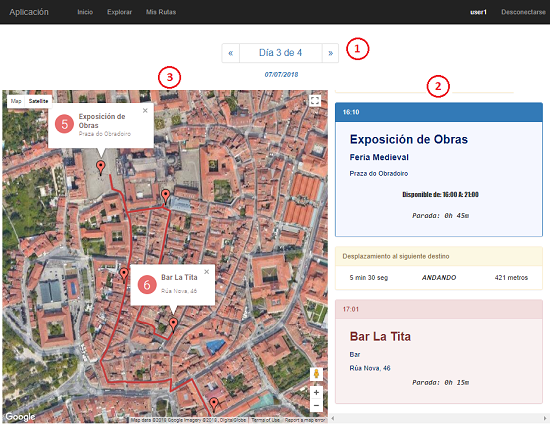 Aplicación Inicio Explorar Mis Rutas user1 Desconectarse
« Día 3 de 4 » 1
07/07/2018
3
2
Map Satellite
5 Exposición de Obras
Praza do Obradoiro
6 Bar La Tita
Rúa Nova, 46
Google
Map data ©2018 Google Imagery ©2018, DigitalGlobe Terms of Use Report a map error
16:10
Exposición de Obras
Feria Medieval
Praza do Obradoiro
Disponible de: 16:00 A: 21:00
Parada: 0h 45m
Desplazamiento al siguiente destino
5 min 30 seg ANDANDO 421 metros
17:01
Bar La Tita
Bar
Rúa Nova, 46
Parada: 0h 15m